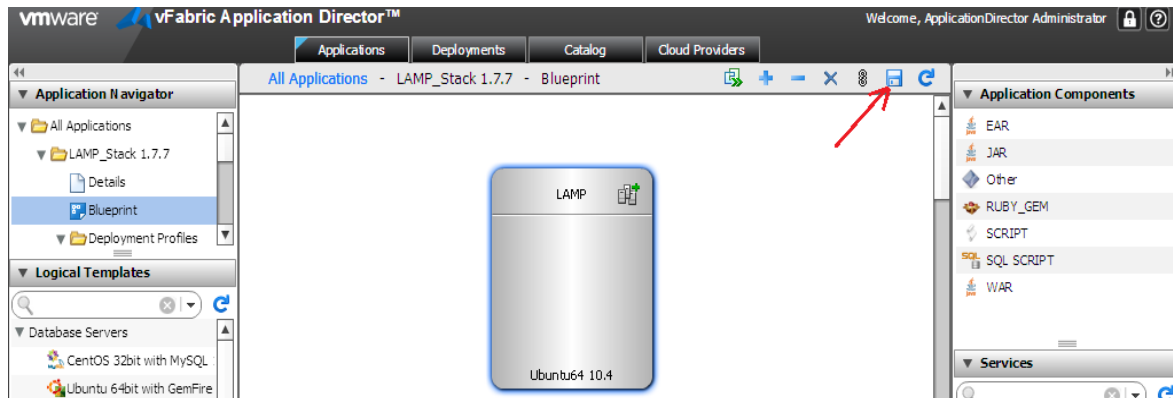 vmware vFabric Application Director™ Welcome, ApplicationDirector Administrator
Applications Deployments Catalog Cloud Providers
All Applications - LAMP_Stack 1.7.7 - Blueprint
Application Navigator
All Applications
LAMP_Stack 1.7.7
Details
Blueprint
Deployment Profiles
Logical Templates
Database Servers
CentOS 32bit with MySQL
Ubuntu 64bit with GemFire
LAMP
Ubuntu64 10.4
Application Components
EAR
JAR
Other
RUBY_GEM
SCRIPT
SQL SCRIPT
WAR
Services